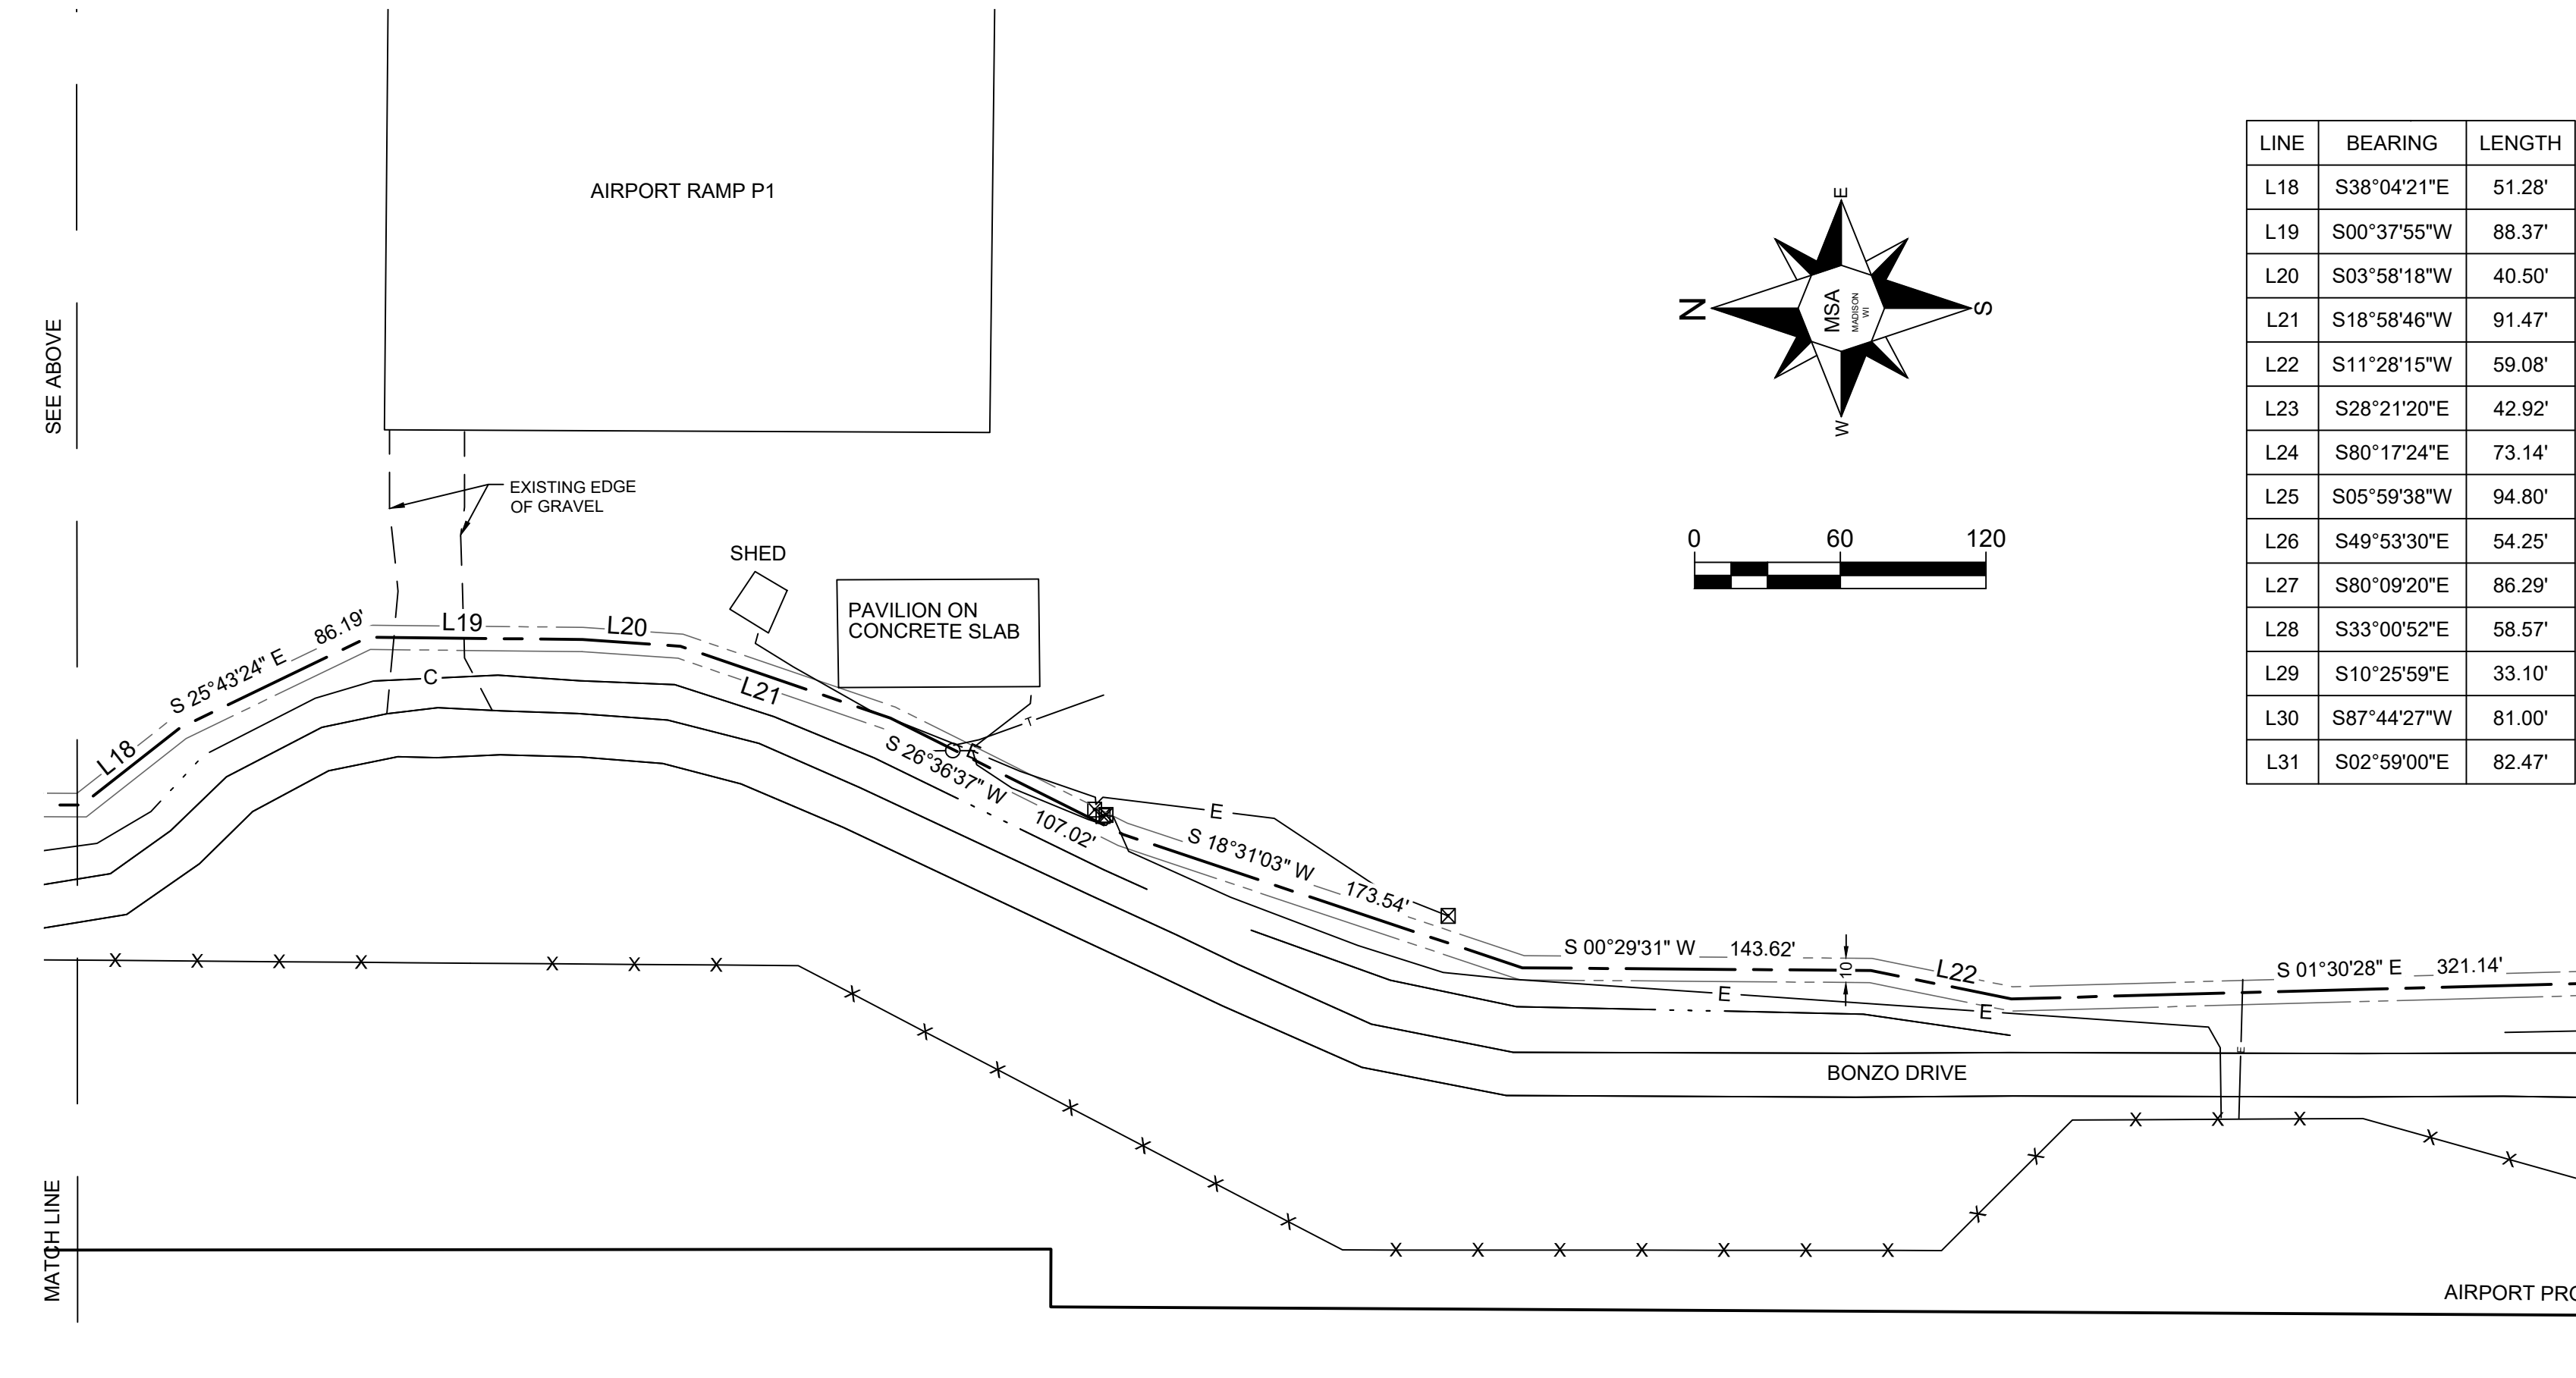 AIRPORT RAMP P1
SEE ABOVE
MATCH LINE
EXISTING EDGE
OF GRAVEL
SHED
PAVILION ON
CONCRETE SLAB
L18
S 25°43'24" E 86.19'
L19
L20
L21
C
T
E
S 26°36'37" W 107.02'
E
S 18°31'03" W 173.54'
S 00°29'31" W 143.62'
10
L22
S 01°30'28" E 321.14'
E
E
E
BONZO DRIVE
X X X X X X X
X X X X X X X
X X X X X X X
X X
X X X
X X
AIRPORT PRO
E
N
S
W
MSA
MADISON
WI
0 60 120
LINE BEARING LENGTH
L18 S38°04'21"E 51.28'
L19 S00°37'55"W 88.37'
L20 S03°58'18"W 40.50'
L21 S18°58'46"W 91.47'
L22 S11°28'15"W 59.08'
L23 S28°21'20"E 42.92'
L24 S80°17'24"E 73.14'
L25 S05°59'38"W 94.80'
L26 S49°53'30"E 54.25'
L27 S80°09'20"E 86.29'
L28 S33°00'52"E 58.57'
L29 S10°25'59"E 33.10'
L30 S87°44'27"W 81.00'
L31 S02°59'00"E 82.47'